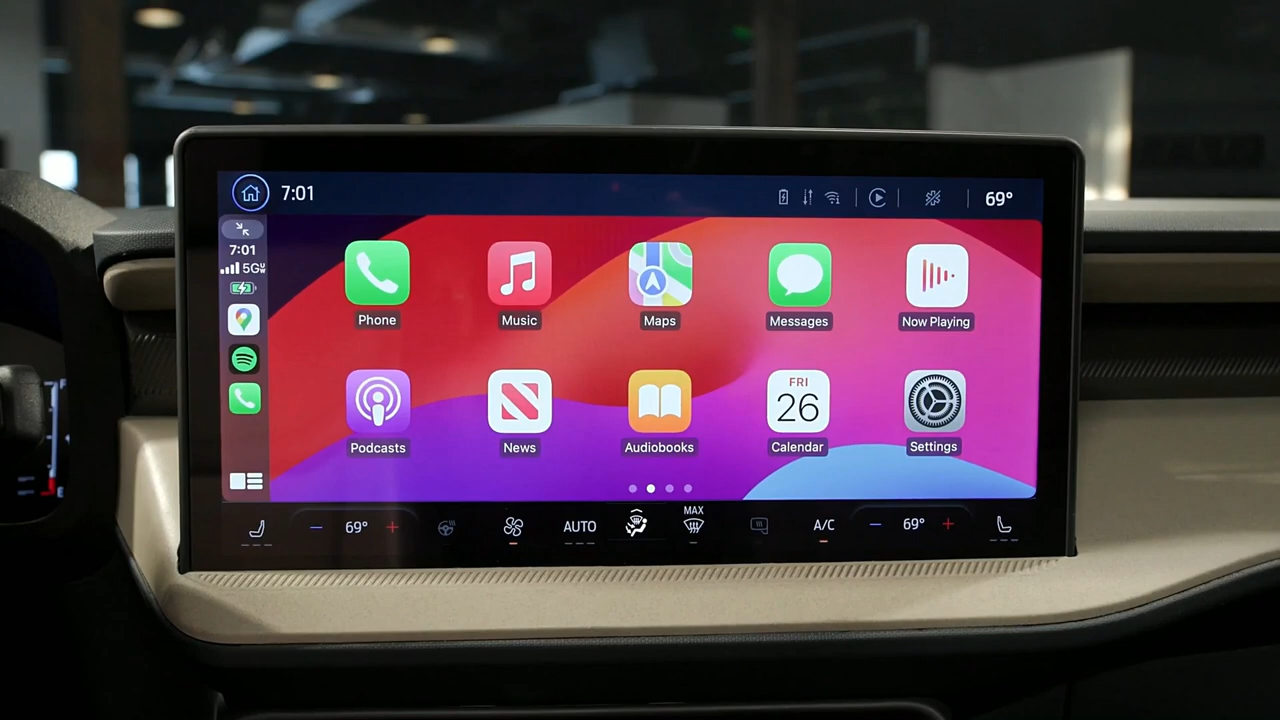 7:01
69°
7:01
5G
Phone
Music
Maps
Messages
Now Playing
FRI
26
Podcasts
News
Audiobooks
Calendar
Settings
69°
AUTO
MAX
A/C
69°